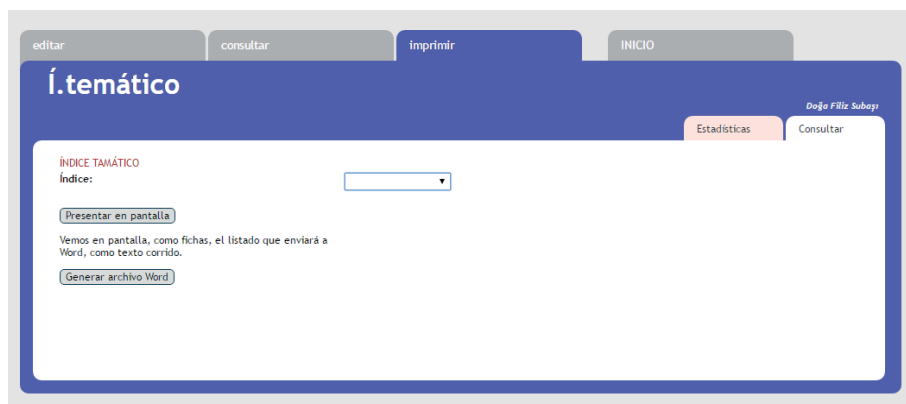 editar
consultar
imprimir
INICIO
Í.temático
Doğa Filiz Subaşı
Estadísticas
Consultar
ÍNDICE TAMÁTICO
Índice:
Presentar en pantalla
Vemos en pantalla, como fichas, el listado que enviará a
Word, como texto corrido.
Generar archivo Word